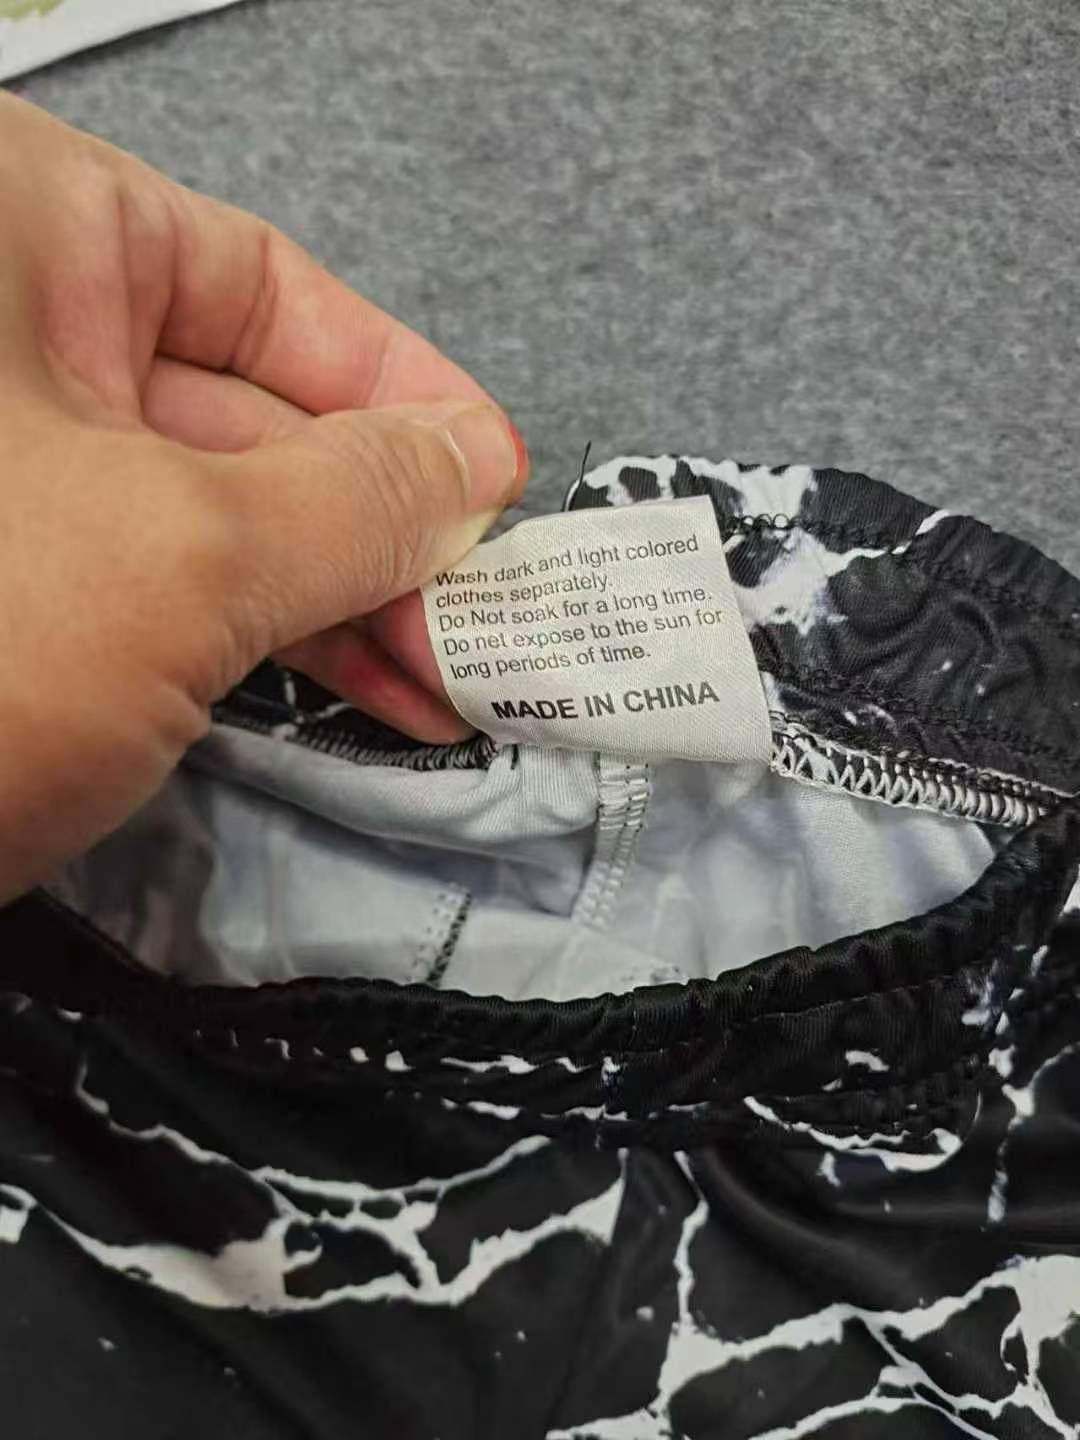 Wash dark and light colored
clothes separately.
Do Not soak for a long time.
Do net expose to the sun for
long periods of time.
MADE IN CHINA